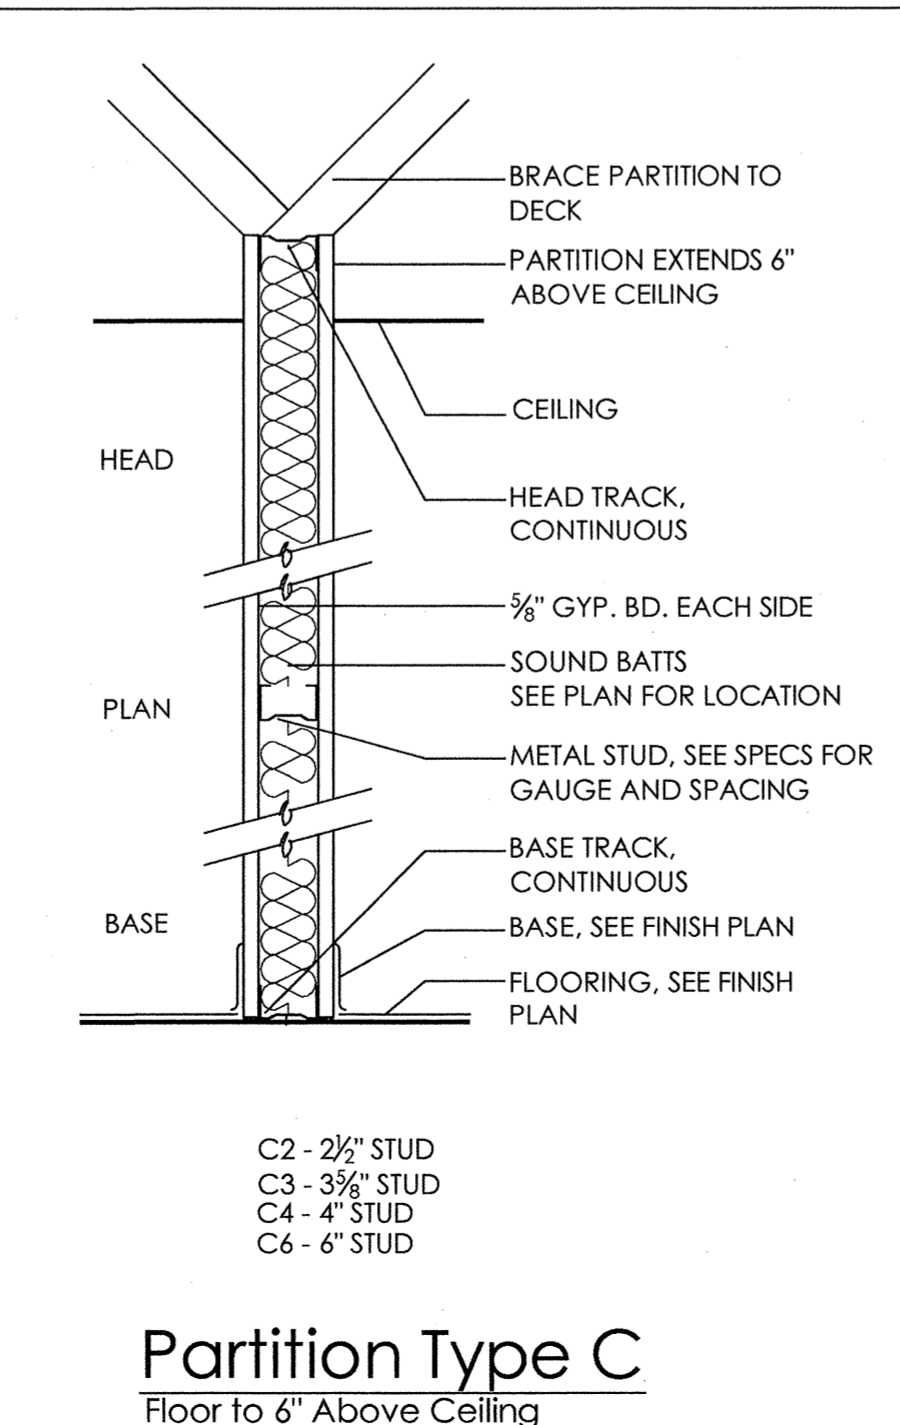 BRACE PARTITION TO
DECK
PARTITION EXTENDS 6"
ABOVE CEILING
CEILING
HEAD
HEAD TRACK,
CONTINUOUS
⅝" GYP. BD. EACH SIDE
SOUND BATTS
SEE PLAN FOR LOCATION
PLAN
METAL STUD, SEE SPECS FOR
GAUGE AND SPACING
BASE TRACK,
CONTINUOUS
BASE
BASE, SEE FINISH PLAN
FLOORING, SEE FINISH
PLAN
C2 - 2½" STUD
C3 - 3⅝" STUD
C4 - 4" STUD
C6 - 6" STUD
Partition Type C
Floor to 6" Above Ceiling